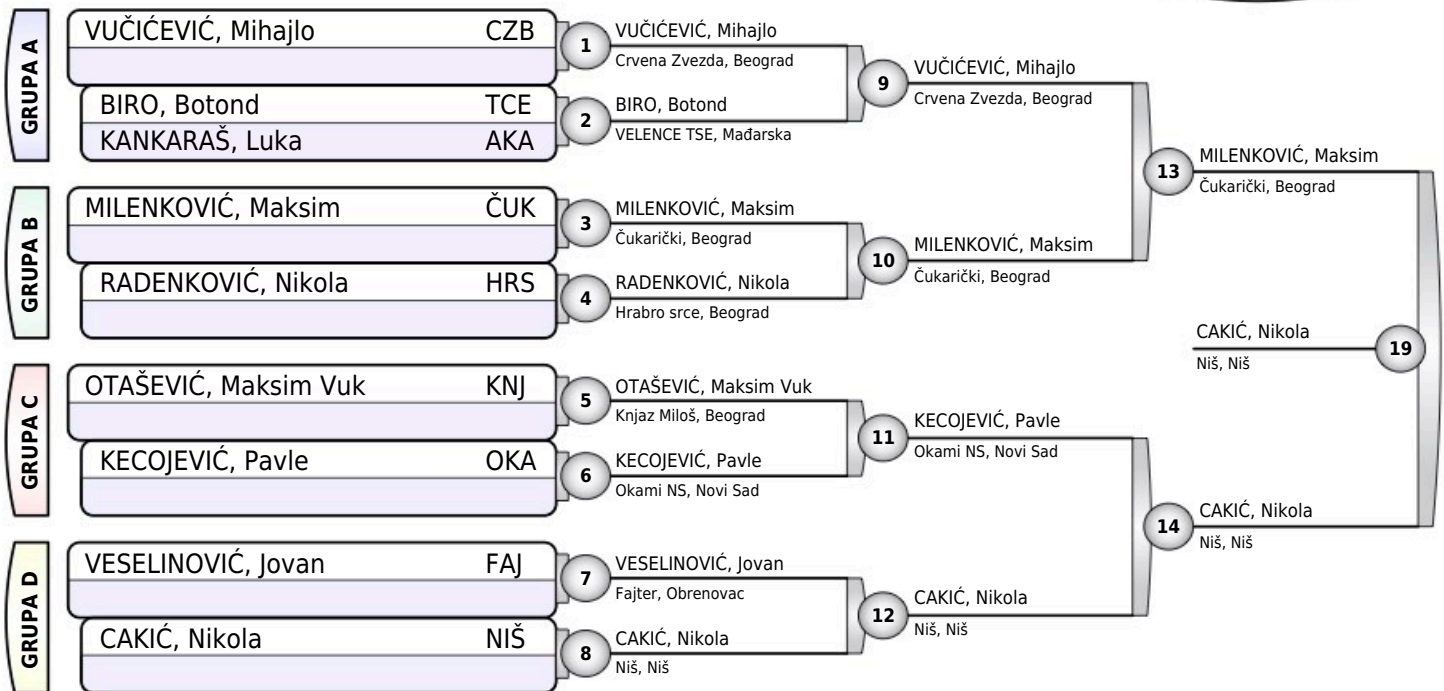 GRUPA A
VUČIĆEVIĆ, Mihajlo CZB
BIRO, Botond TCE
KANKARAŠ, Luka AKA
GRUPA B
MILENKOVIĆ, Maksim ČUK
RADENKOVIĆ, Nikola HRS
GRUPA C
OTAŠEVIĆ, Maksim Vuk KNJ
KECOJEVIĆ, Pavle OKA
GRUPA D
VESELINOVIĆ, Jovan FAJ
CAKIĆ, Nikola NIŠ
1
VUČIĆEVIĆ, Mihajlo
Crvena Zvezda, Beograd
2
BIRO, Botond
VELENCE TSE, Mađarska
3
MILENKOVIĆ, Maksim
Čukarički, Beograd
4
RADENKOVIĆ, Nikola
Hrabro srce, Beograd
5
OTAŠEVIĆ, Maksim Vuk
Knjaz Miloš, Beograd
6
KECOJEVIĆ, Pavle
Okami NS, Novi Sad
7
VESELINOVIĆ, Jovan
Fajter, Obrenovac
8
CAKIĆ, Nikola
Niš, Niš
9
VUČIĆEVIĆ, Mihajlo
Crvena Zvezda, Beograd
10
MILENKOVIĆ, Maksim
Čukarički, Beograd
11
KECOJEVIĆ, Pavle
Okami NS, Novi Sad
12
CAKIĆ, Nikola
Niš, Niš
13
MILENKOVIĆ, Maksim
Čukarički, Beograd
14
CAKIĆ, Nikola
Niš, Niš
CAKIĆ, Nikola
Niš, Niš
19